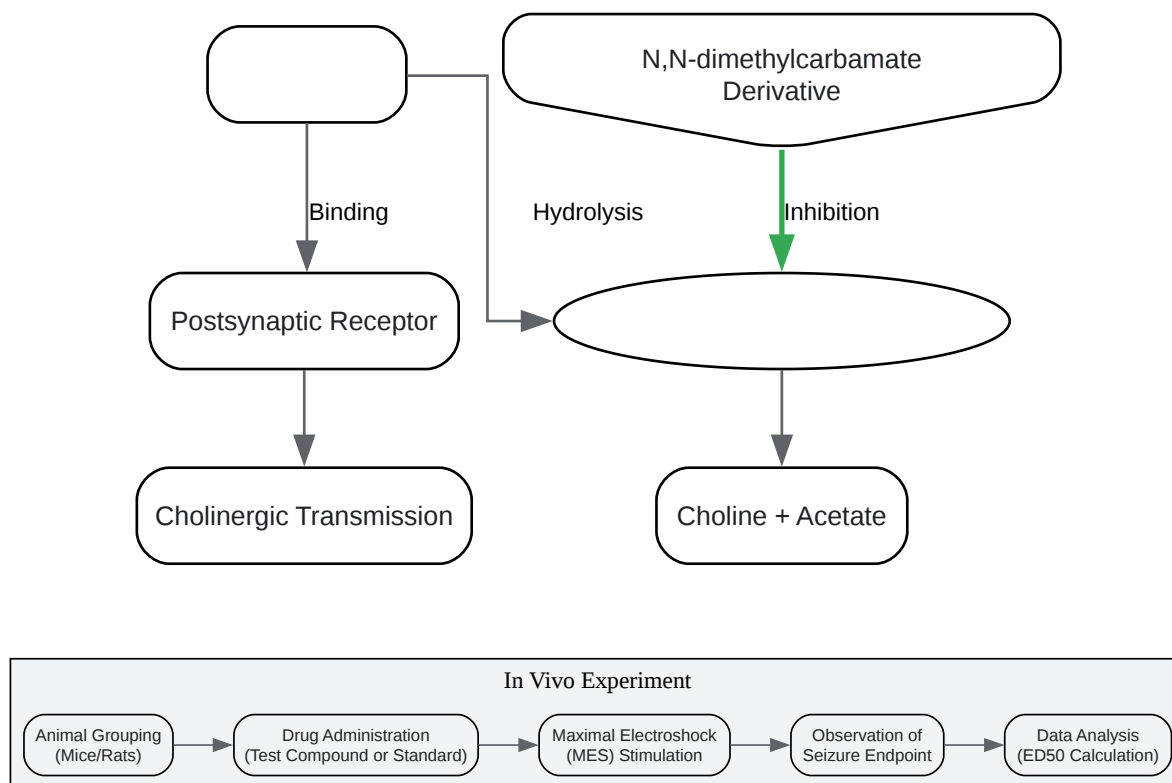 N,N-dimethylcarbamate
Derivative
Binding
Hydrolysis
Inhibition
Postsynaptic Receptor
Cholinergic Transmission
Choline + Acetate
In Vivo Experiment
Animal Grouping
(Mice/Rats)
Drug Administration
(Test Compound or Standard)
Maximal Electroshock
(MES) Stimulation
Observation of
Seizure Endpoint
Data Analysis
(ED50 Calculation)